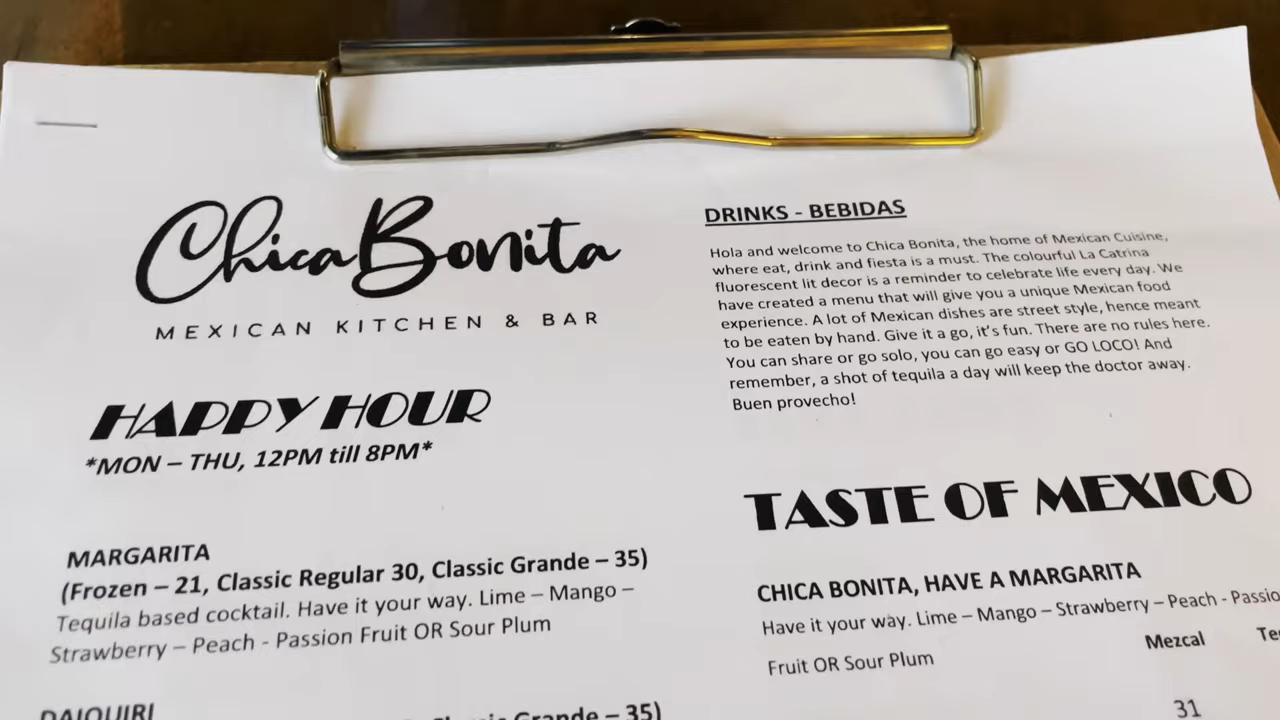 Chica Bonita
MEXICAN KITCHEN & BAR
HAPPY HOUR
*MON – THU, 12PM till 8PM*
MARGARITA
(Frozen – 21, Classic Regular 30, Classic Grande – 35)
Tequila based cocktail. Have it your way. Lime – Mango –
Strawberry – Peach - Passion Fruit OR Sour Plum
DAIQUIRI
Grande – 35)
DRINKS - BEBIDAS
Hola and welcome to Chica Bonita, the home of Mexican Cuisine,
where eat, drink and fiesta is a must. The colourful La Catrina
fluorescent lit decor is a reminder to celebrate life every day. We
have created a menu that will give you a unique Mexican food
experience. A lot of Mexican dishes are street style, hence meant
to be eaten by hand. Give it a go, it's fun. There are no rules here.
You can share or go solo, you can go easy or GO LOCO! And
remember, a shot of tequila a day will keep the doctor away.
Buen provecho!
TASTE OF MEXICO
CHICA BONITA, HAVE A MARGARITA
Have it your way. Lime – Mango – Strawberry – Peach - Passio
Fruit OR Sour Plum
Mezcal
31